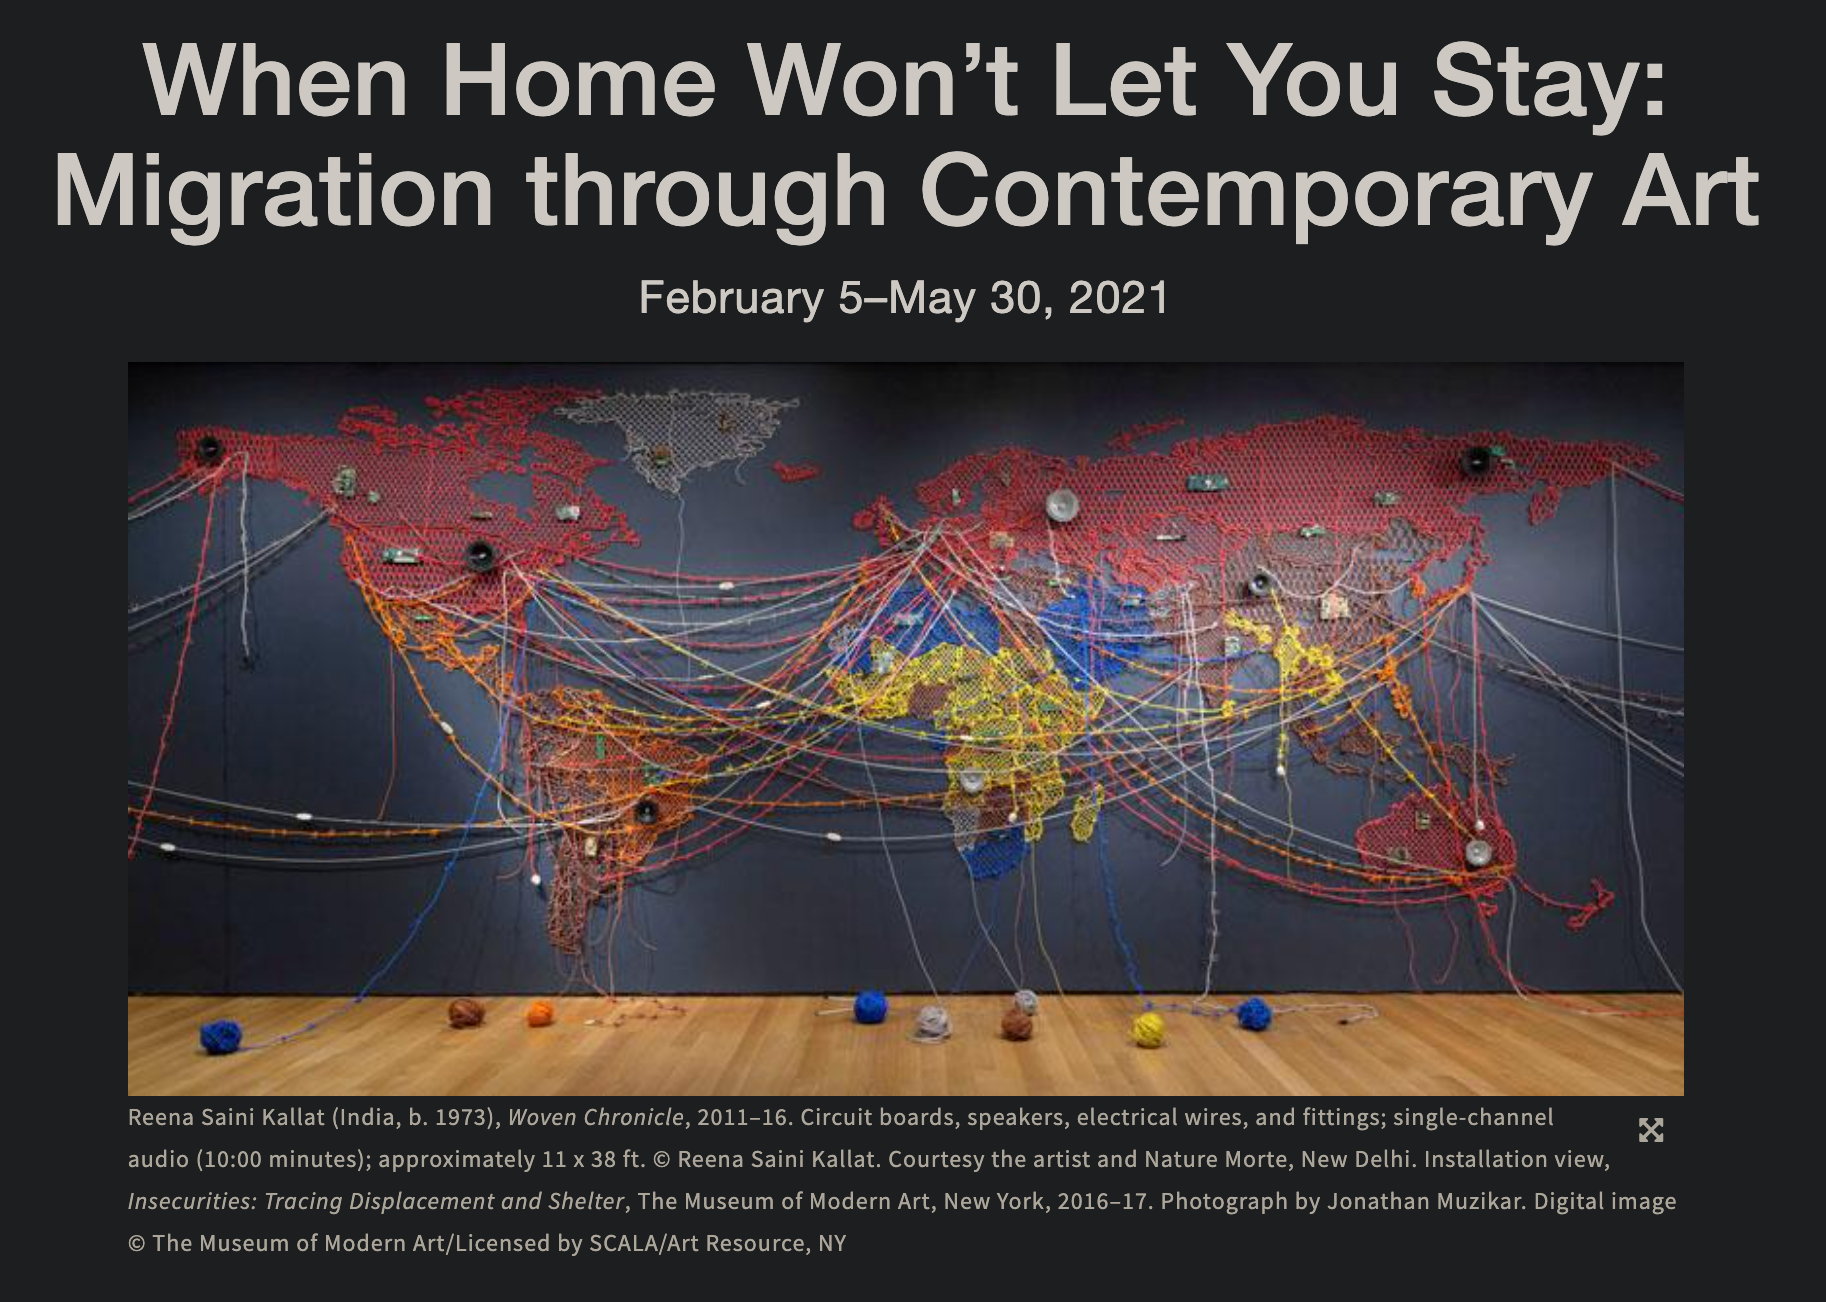 When Home Won’t Let You Stay:
Migration through Contemporary Art
February 5–May 30, 2021
Reena Saini Kallat (India, b. 1973), Woven Chronicle, 2011–16. Circuit boards, speakers, electrical wires, and fittings; single-channel
audio (10:00 minutes); approximately 11 x 38 ft. © Reena Saini Kallat. Courtesy the artist and Nature Morte, New Delhi. Installation view,
Insecurities: Tracing Displacement and Shelter, The Museum of Modern Art, New York, 2016–17. Photograph by Jonathan Muzikar. Digital image
© The Museum of Modern Art/Licensed by SCALA/Art Resource, NY